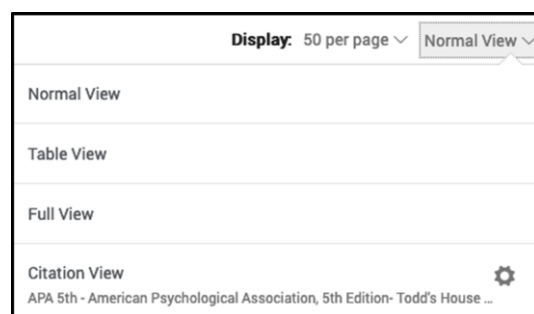 Display: 50 per page Normal View
Normal View
Table View
Full View
Citation View
APA 5th - American Psychological Association, 5th Edition- Todd's House ...